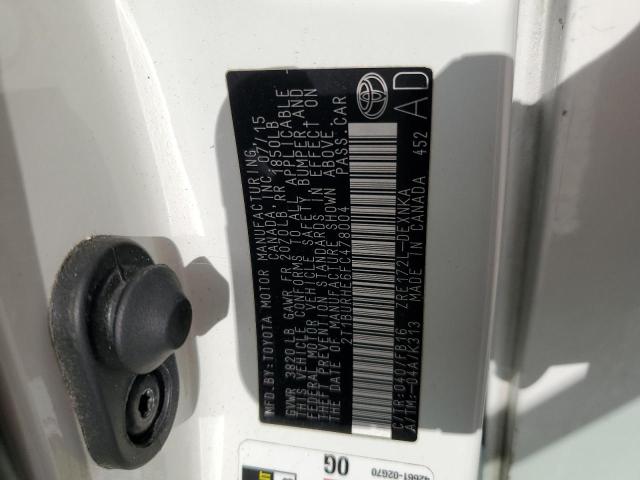 MFD.BY:TOYOTA MOTOR MANUFACTURING
CANADA INC.07/15
GVWR 3820 LB GAWR FR 2070LB RR 1850LB
THIS VEHICLE CONFORMS TO ALL APPLICABLE
FEDERAL MOTOR VEHICLE SAFETY BUMPER AND
THEFT PREVENTION STANDARDS IN EFFECT ON
THE DATE OF MANUFACTURE SHOWN ABOVE.
2T1BURHE6FC478004 PASS.CAR
C/TR:040/FB16 ZRE172L-DEXNKA
A/TM:-04A/K313 MADE IN CANADA 452
AD
OG
42661-02G70